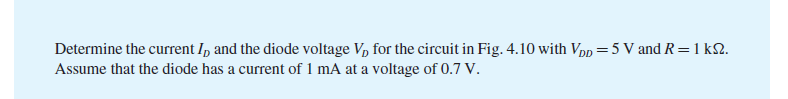 Determine the current I_D and the diode voltage V_D for the circuit in Fig. 4.10 with V_DD = 5 V and R = 1 kΩ.
Assume that the diode has a current of 1 mA at a voltage of 0.7 V.